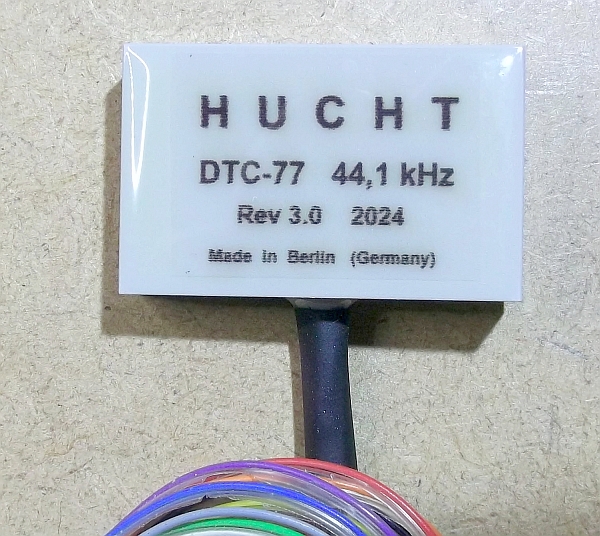 HUCHT
DTC-77 44,1 kHz
Rev 3.0 2024
Made in Berlin (Germany)